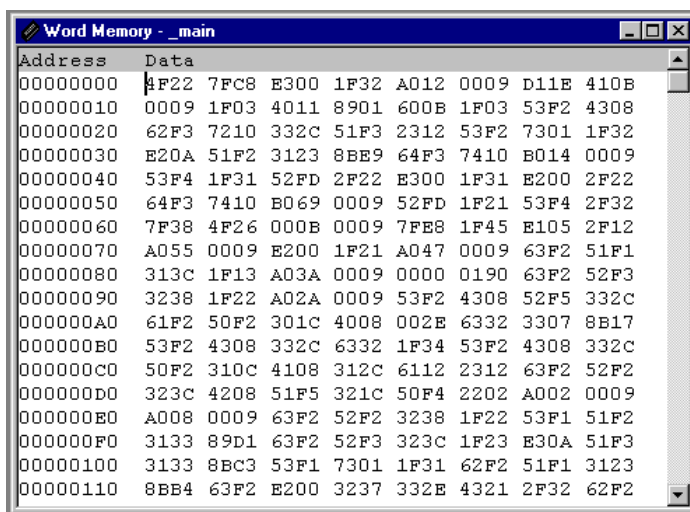 Word Memory - _main
Address Data
00000000 4F22 7FC8 E300 1F32 A012 0009 D11E 410B
00000010 0009 1F03 4011 8901 600B 1F03 53F2 4308
00000020 62F3 7210 332C 51F3 2312 53F2 7301 1F32
00000030 E20A 51F2 3123 8BE9 64F3 7410 B014 0009
00000040 53F4 1F31 52FD 2F22 E300 1F31 E200 2F22
00000050 64F3 7410 B069 0009 52FD 1F21 53F4 2F32
00000060 7F38 4F26 000B 0009 7FE8 1F45 E105 2F12
00000070 A055 0009 E200 1F21 A047 0009 63F2 51F1
00000080 313C 1F13 A03A 0009 0000 0190 63F2 52F3
00000090 3238 1F22 A02A 0009 53F2 4308 52F5 332C
000000A0 61F2 50F2 301C 4008 002E 6332 3307 8B17
000000B0 53F2 4308 332C 6332 1F34 53F2 4308 332C
000000C0 50F2 310C 4108 312C 6112 2312 63F2 52F2
000000D0 323C 4208 51F5 321C 50F4 2202 A002 0009
000000E0 A008 0009 63F2 52F2 3238 1F22 53F1 51F2
000000F0 3133 89D1 63F2 52F3 323C 1F23 E30A 51F3
00000100 3133 8BC3 53F1 7301 1F31 62F2 51F1 3123
00000110 8BB4 63F2 E200 3237 332E 4321 2F32 62F2